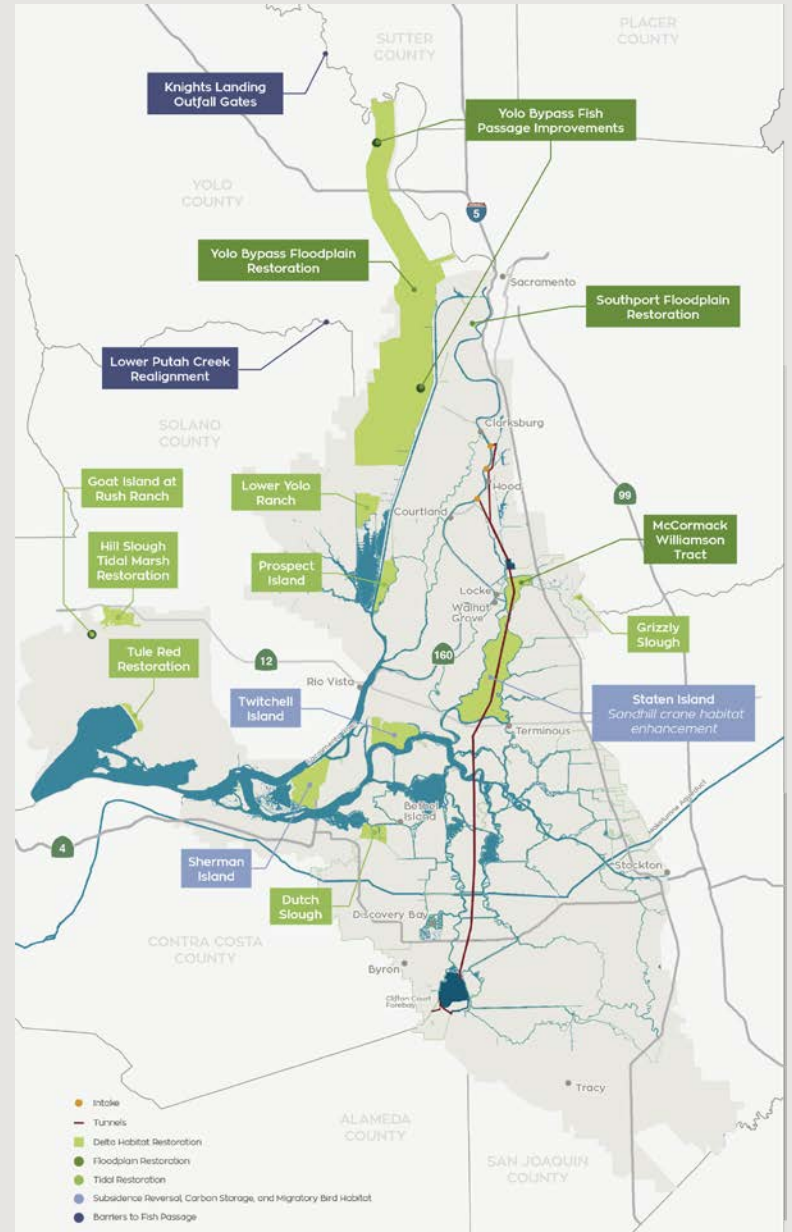 SUTTER
COUNTY
PLACER
COUNTY
Knights Landing
Outfall Gates
Yolo Bypass Fish
Passage Improvements
YOLO
COUNTY
5
Yolo Bypass Floodplain
Restoration
Sacramento
Southport Floodplain
Restoration
Lower Putah Creek
Realignment
SOLANO
COUNTY
Clarksburg
Goat Island at
Rush Ranch
Lower Yolo
Ranch
Hood
99
Courtland
Hill Slough
Tidal Marsh
Restoration
McCormack
Williamson
Tract
Prospect
Island
Locke
Walnut
Grove
Grizzly
Slough
Tule Red
Restoration
12
160
Rio Vista
Twitchell
Island
Staten Island
Sandhill crane habitat
enhancement
Terminous
Sacramento River
Bethel
Island
Mokelumne Aqueduct
4
Sherman
Island
Stockton
Dutch
Slough
Discovery Bay
CONTRA COSTA
COUNTY
Byron
Clifton Court
Forebay
Tracy
ALAMEDA
COUNTY
SAN JOAQUIN
COUNTY
Intake
Tunnels
Delta Habitat Restoration
Floodplain Restoration
Tidal Restoration
Subsidence Reversal, Carbon Storage, and Migratory Bird Habitat
Barriers to Fish Passage